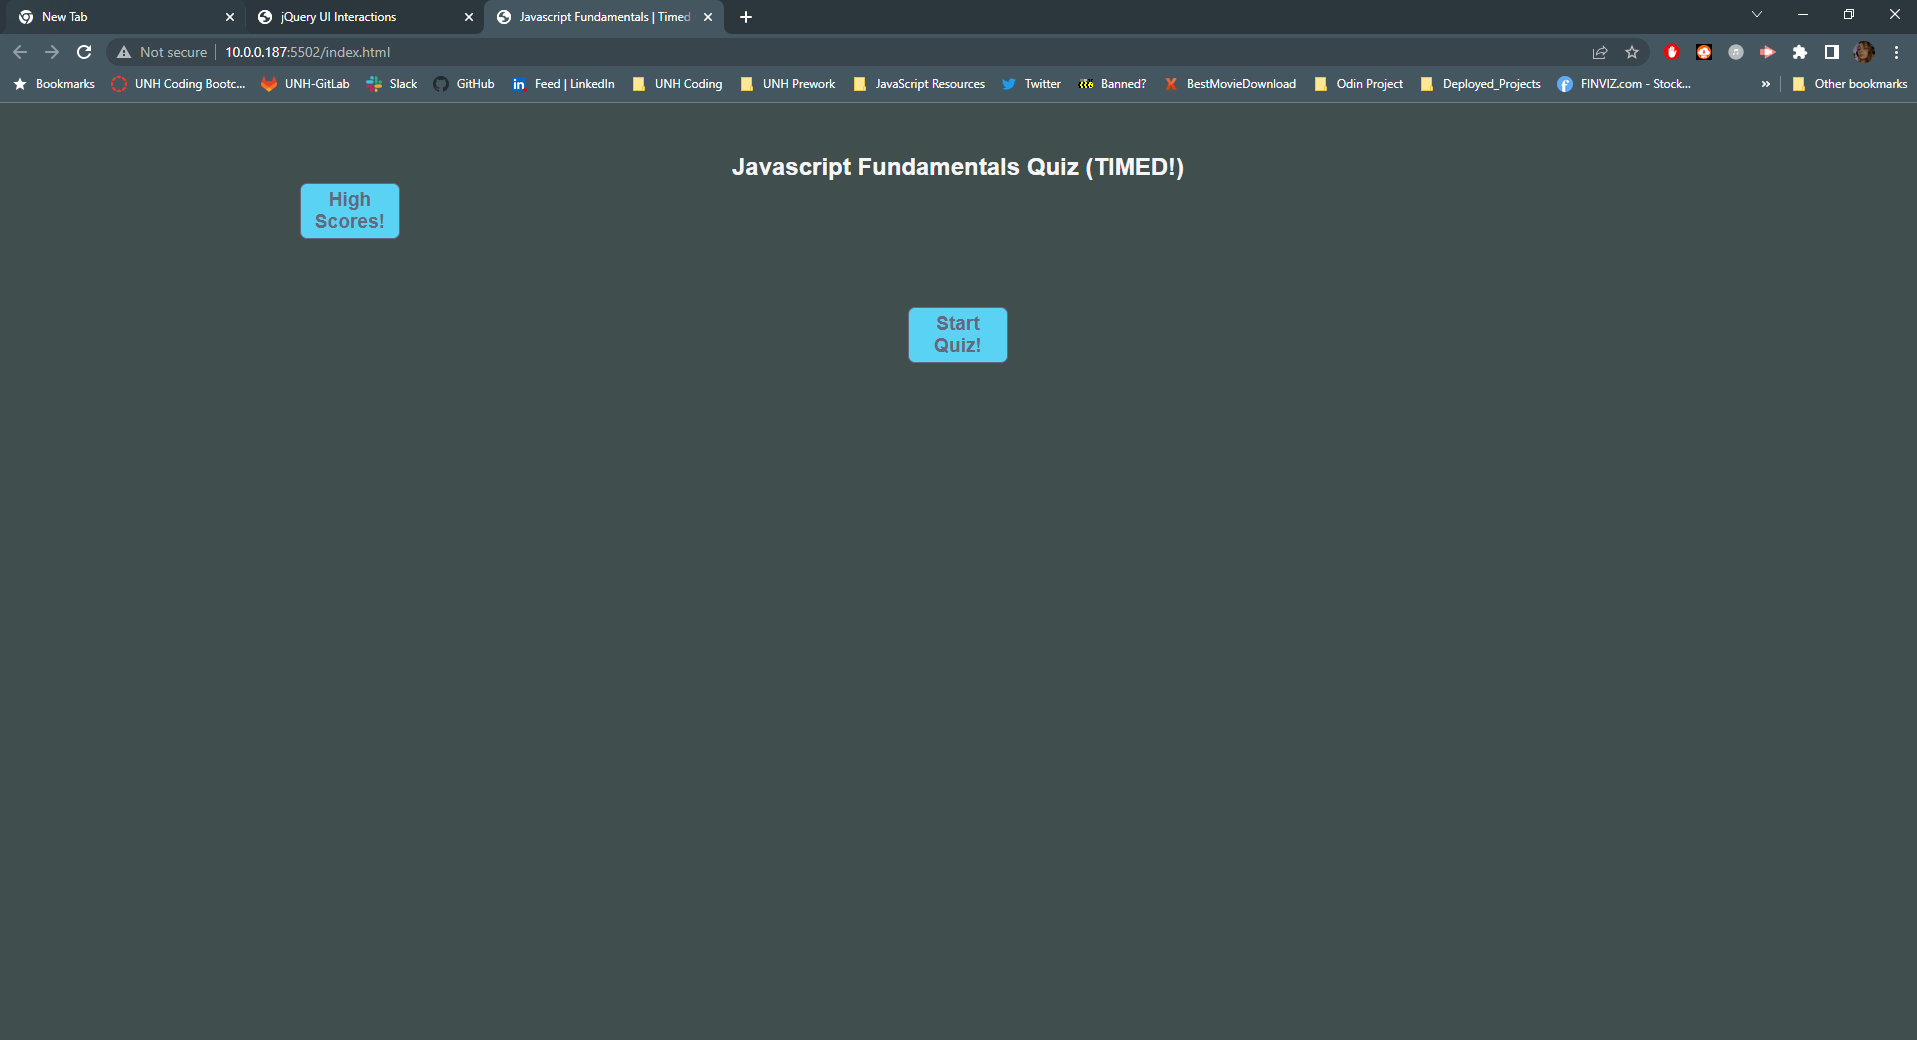 New Tab
jQuery UI Interactions
Javascript Fundamentals | Timed
Not secure
10.0.0.187:5502/index.html
Bookmarks
UNH Coding Bootc...
UNH-GitLab
Slack
GitHub
Feed | LinkedIn
UNH Coding
UNH Prework
JavaScript Resources
Twitter
Banned?
BestMovieDownload
Odin Project
Deployed_Projects
FINVIZ.com - Stock...
»
Other bookmarks
Javascript Fundamentals Quiz (TIMED!)
High
Scores!
Start
Quiz!